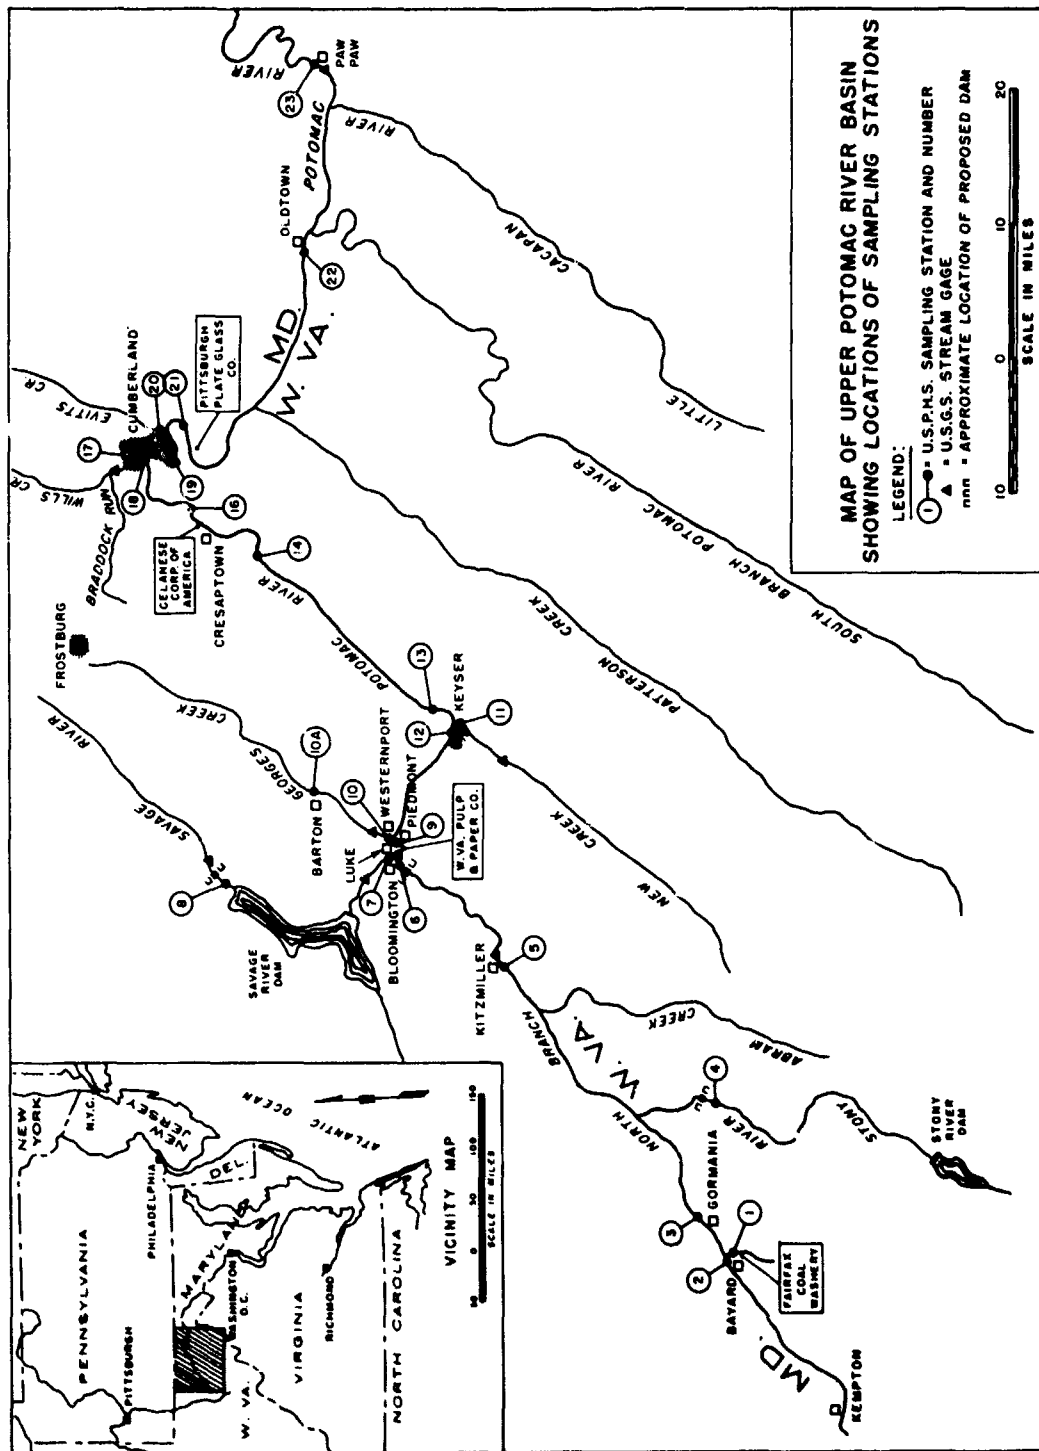 NEW
YORK
N.Y.C.
PENNSYLVANIA
PITTSBURGH
PHILADELPHIA
NEW
JERSEY
DEL.
MARYLAND
WASHINGTON
D.C.
W. VA.
VIRGINIA
RICHMOND
NORTH CAROLINA
ATLANTIC OCEAN
VICINITY MAP
50 0 50 100 150
SCALE IN MILES
SAVAGE RIVER
8
SAVAGE
RIVER
DAM
FROSTBURG
GEORGES CREEK
10A
BARTON
10
WESTERNPORT
LUKE
PIEDMONT
7
BLOOMINGTON
9
6
W. VA. PULP
& PAPER CO.
KITZMILLER
5
NORTH BRANCH POTOMAC RIVER
W. VA.
ABRAM CREEK
4
STONY RIVER
STONY
RIVER
DAM
3
GORMANIA
2
1
BAYARD
FAIRFAX
COAL
WASHERY
MD.
KEMPTON
12
13
KEYSER
11
NEW CREEK
14
CRESAPTOWN
CELANESE
CORP. OF
AMERICA
16
BRADDOCK RUN
WILLS CR.
EVITTS CR.
17
CUMBERLAND
18
19
20
21
PITTSBURGH
PLATE GLASS
CO.
MD.
W. VA.
PATTERSON CREEK
SOUTH BRANCH POTOMAC RIVER
OLDTOWN
22
POTOMAC RIVER
23
PAW
PAW
LITTLE CACAPAN RIVER
MAP OF UPPER POTOMAC RIVER BASIN
SHOWING LOCATIONS OF SAMPLING STATIONS
LEGEND:
1 = U.S.P.H.S. SAMPLING STATION AND NUMBER
▲ = U.S.G.S. STREAM GAGE
= APPROXIMATE LOCATION OF PROPOSED DAM
10 0 10 20
SCALE IN MILES